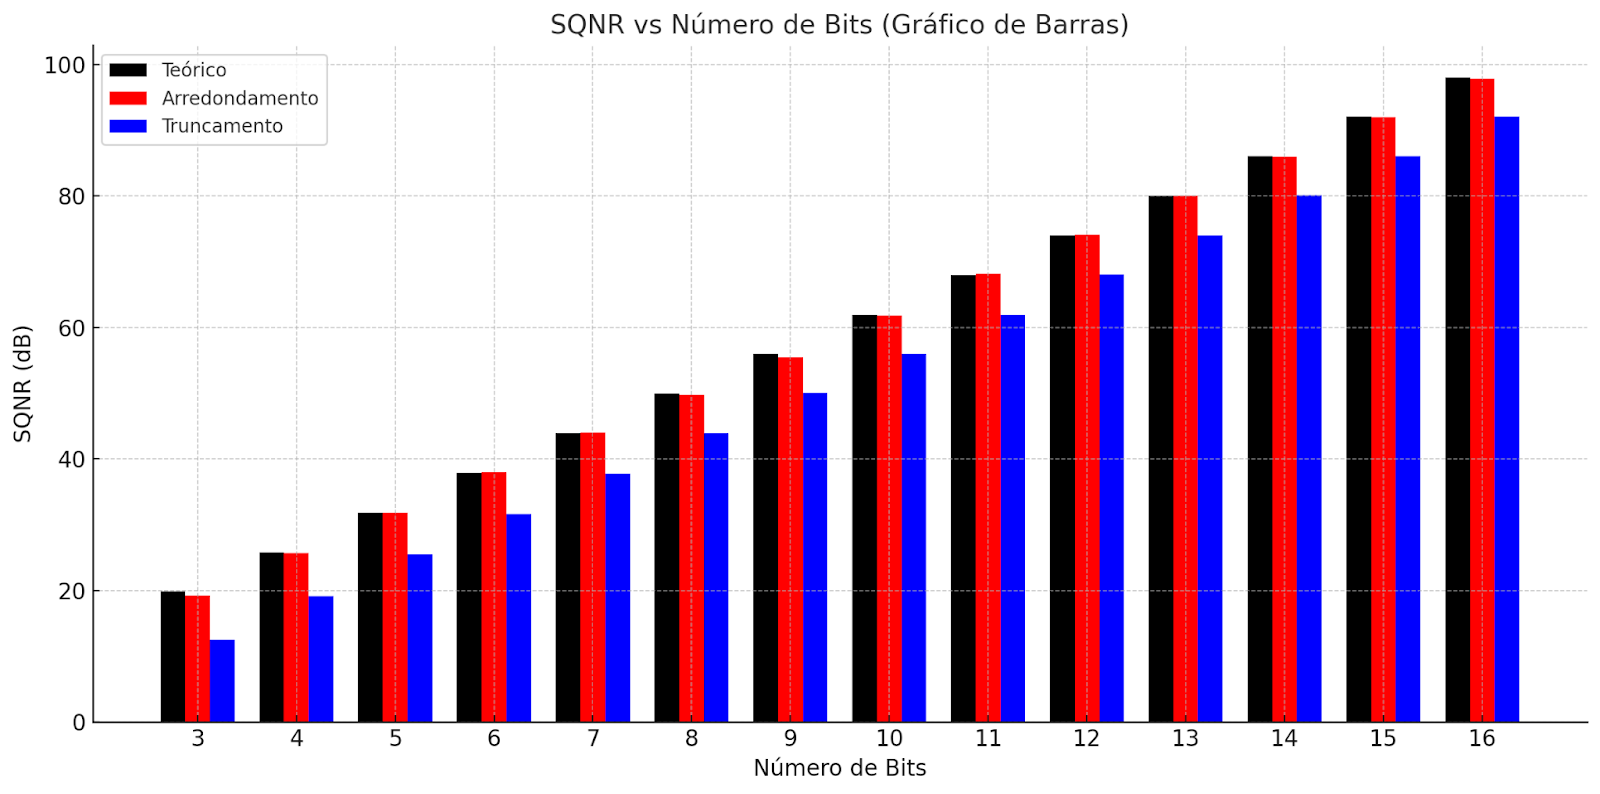 SQNR vs Número de Bits (Gráfico de Barras)
Teórico
Arredondamento
Truncamento
SQNR (dB)
100
80
60
40
20
0
3 4 5 6 7 8 9 10 11 12 13 14 15 16
Número de Bits